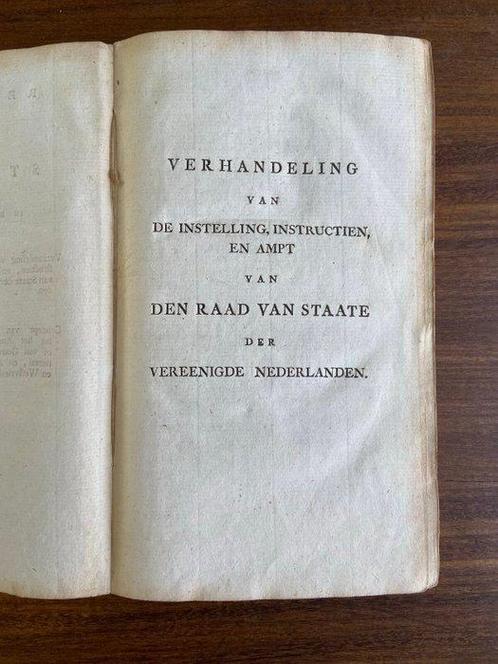 VERHANDELING
VAN
DE INSTELLING, INSTRUCTIEN,
EN AMPT
VAN
DEN RAAD VAN STAATE
DER
VEREENIGDE NEDERLANDEN.